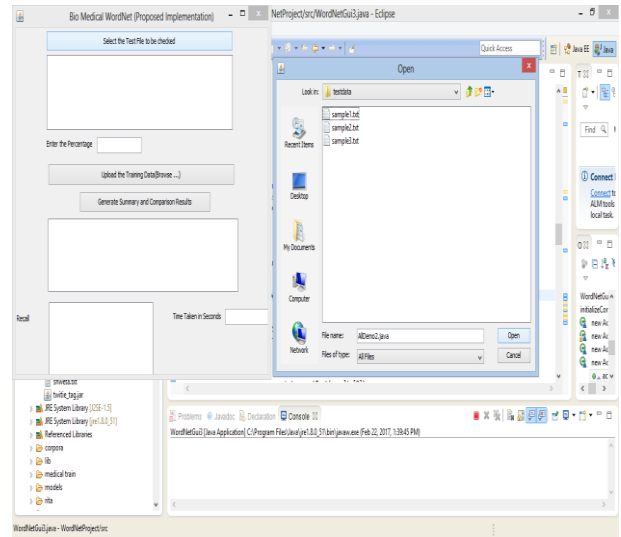 Bio Medical WordNet (Proposed Implementation)
NetProject/src/WordNetGui3.java - Eclipse
Select the Test File to be checked
Quick Access
Java EE
Java
Open
Look in:
testdata
sample1.txt
sample2.txt
sample3.txt
Recent Items
Find
Enter the Percentage
Upload the Training Data(Browse ....)
Desktop
Connect
Connect to
ALM tools
local task.
Generate Summary and Comparison Results
My Documents
Computer
WordNetGu
initializeCor
new Ac
new Ac
new Ac
new Ac
Recall
Time Taken in Seconds
Network
File name:
AllDemo2.java
Open
Files of type:
All Files
Cancel
shweta.txt
twitie_tag.jar
JRE System Library [J2SE-1.5]
JRE System Library [jre1.8.0_51]
Referenced Libraries
corpora
lib
medical train
models
rita
Problems
Javadoc
Declaration
Console
WordNetGui3 [Java Application] C:\Program Files\Java\jre1.8.0_51\bin\javaw.exe (Feb 22, 2017, 1:39:45 PM)
WordNetGui3.java - WordNetProject/src